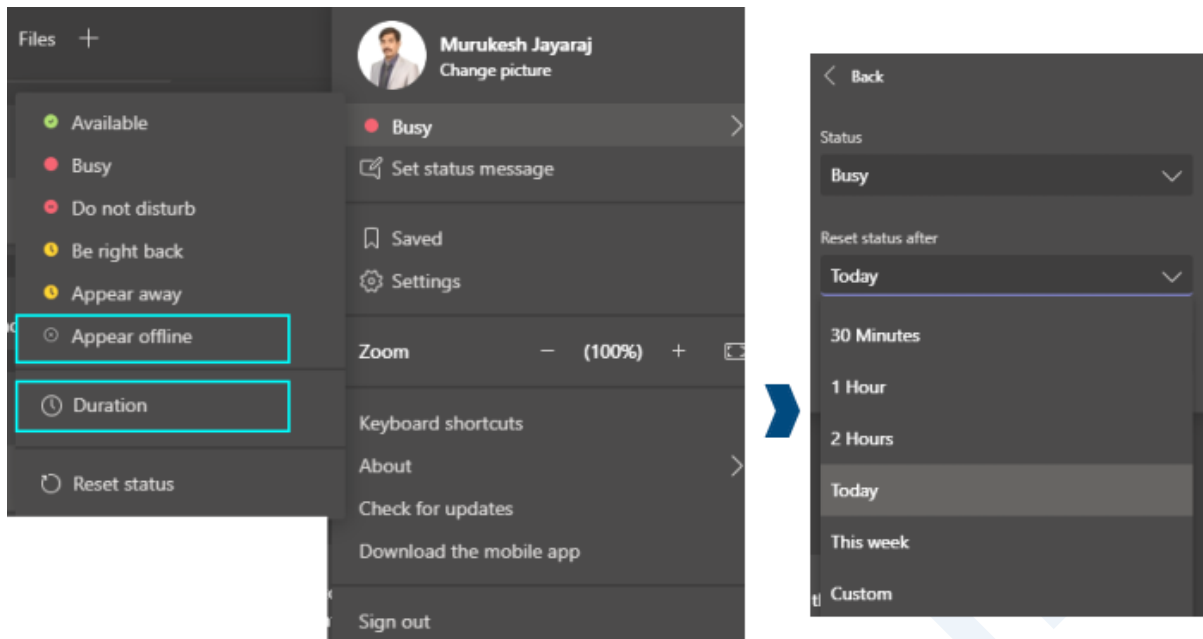 Files
Available
Busy
Do not disturb
Be right back
Appear away
Appear offline
Duration
Reset status
Murukesh Jayaraj
Change picture
Busy
Set status message
Saved
Settings
Zoom − (100%) +
Keyboard shortcuts
About
Check for updates
Download the mobile app
Sign out
Back
Status
Busy
Reset status after
Today
30 Minutes
1 Hour
2 Hours
Today
This week
Custom